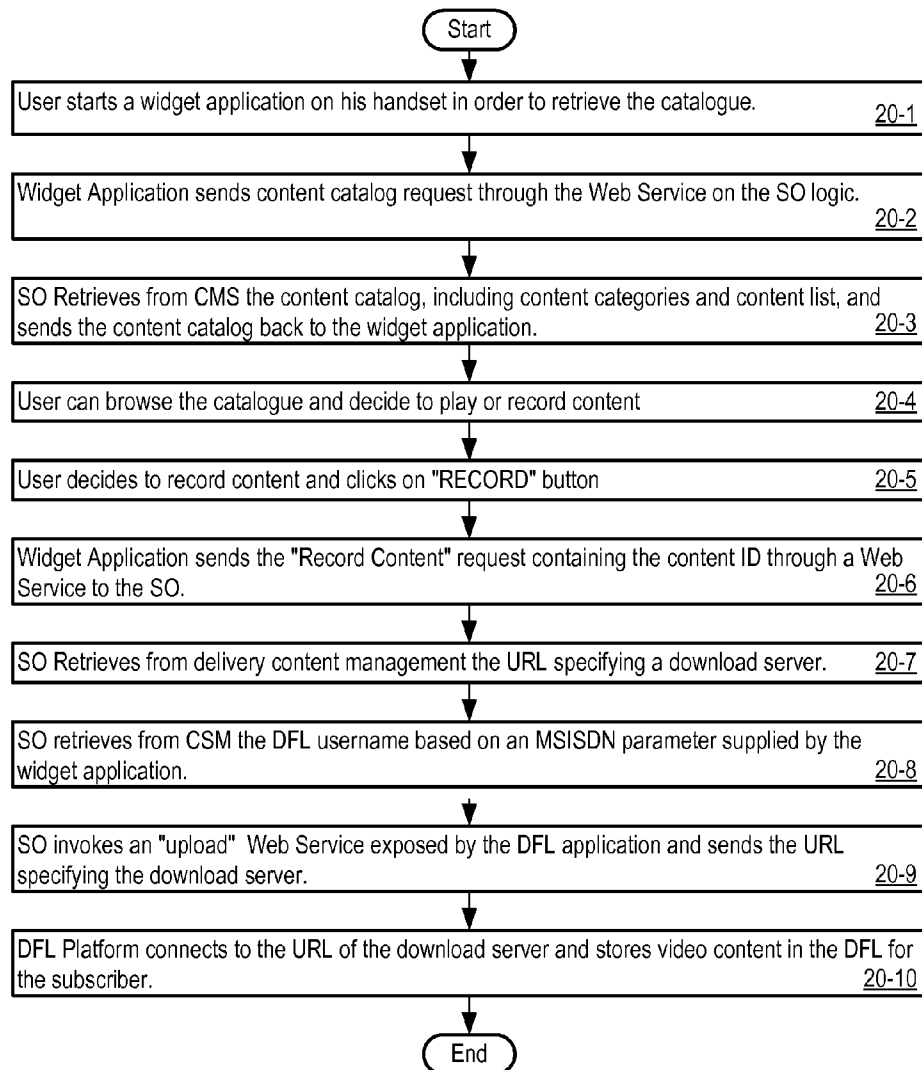 Start
User starts a widget application on his handset in order to retrieve the catalogue.
20-1
Widget Application sends content catalog request through the Web Service on the SO logic.
20-2
SO Retrieves from CMS the content catalog, including content categories and content list, and
sends the content catalog back to the widget application.
20-3
User can browse the catalogue and decide to play or record content
20-4
User decides to record content and clicks on "RECORD" button
20-5
Widget Application sends the "Record Content" request containing the content ID through a Web
Service to the SO.
20-6
SO Retrieves from delivery content management the URL specifying a download server.
20-7
SO retrieves from CSM the DFL username based on an MSISDN parameter supplied by the
widget application.
20-8
SO invokes an "upload" Web Service exposed by the DFL application and sends the URL
specifying the download server.
20-9
DFL Platform connects to the URL of the download server and stores video content in the DFL for
the subscriber.
20-10
End